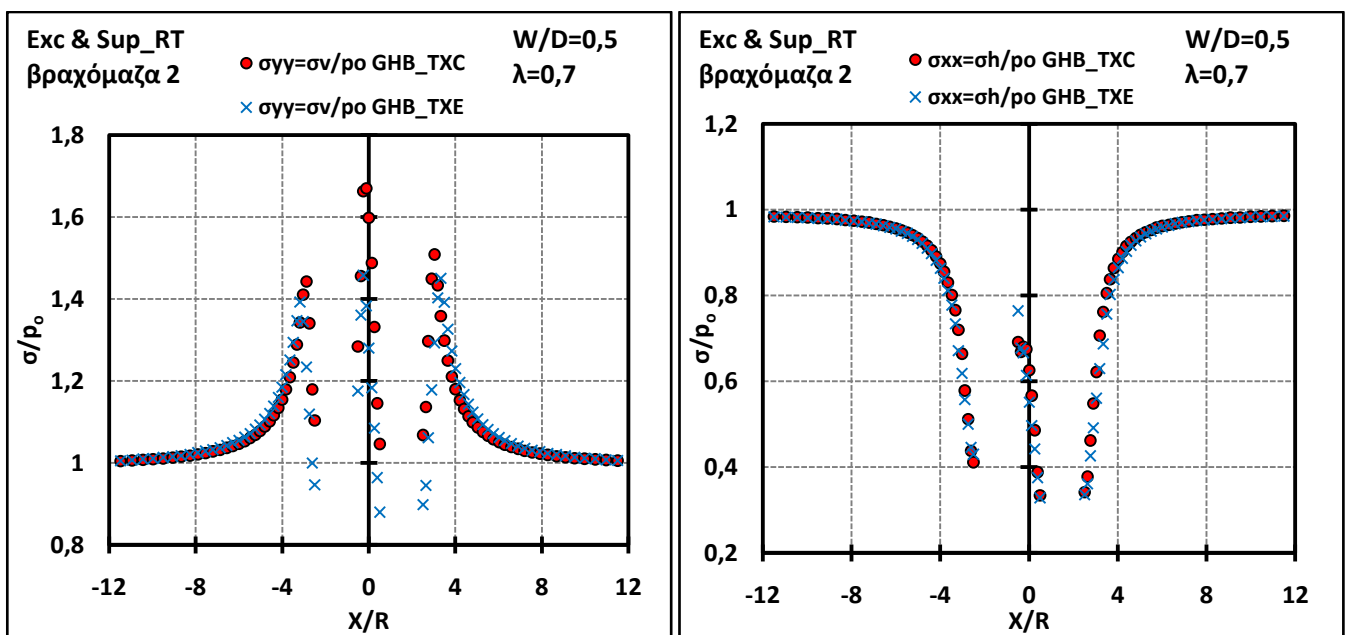 Exc & Sup_RT
βραχόμαζα 2
σyy=σv/po GHB_TXC
σyy=σv/po GHB_TXE
W/D=0,5
λ=0,7
1,8
1,6
1,4
1,2
1
0,8
σ/po
-12 -8 -4 0 4 8 12
X/R
Exc & Sup_RT
βραχόμαζα 2
σxx=σh/po GHB_TXC
σxx=σh/po GHB_TXE
W/D=0,5
λ=0,7
1,2
1
0,8
0,6
0,4
0,2
σ/po
-12 -8 -4 0 4 8 12
X/R